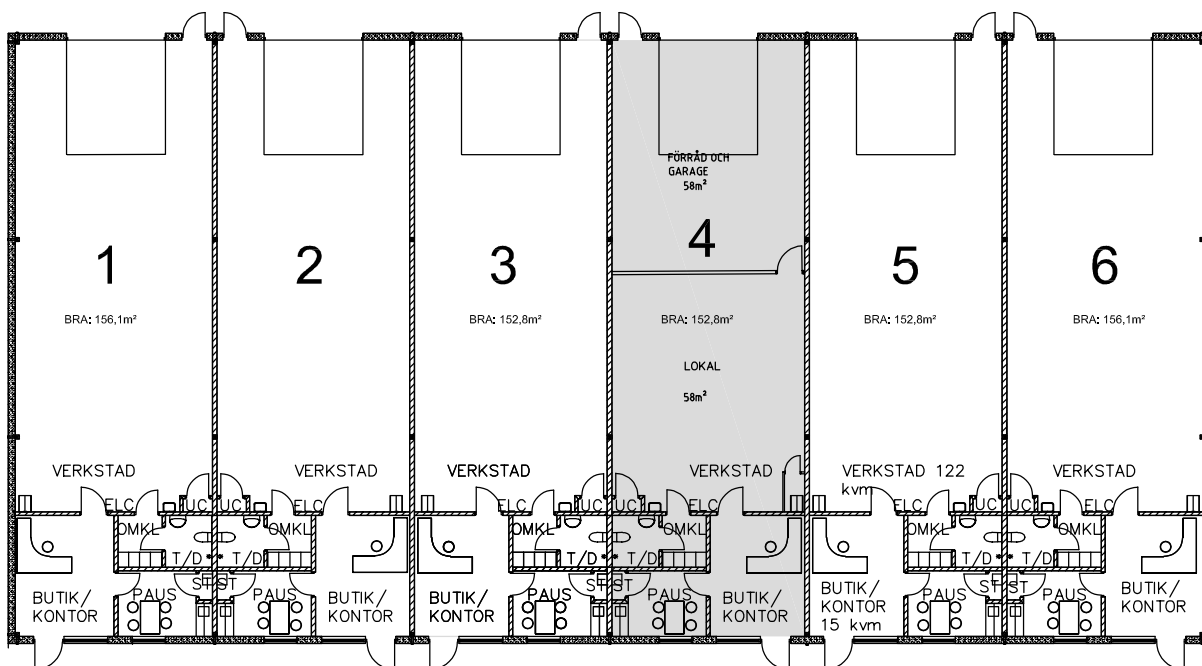 FÖRRÅD OCH
GARAGE
58m²
1
2
3
4
5
6
BRA: 156,1m²
BRA: 152,8m²
BRA: 152,8m²
BRA: 152,8m²
BRA: 156,1m²
LOKAL
58m²
VERKSTAD
VERKSTAD
VERKSTAD
VERKSTAD
VERKSTAD 122
kvm
VERKSTAD
ELC UC UC
ELC UC UC ELC
ELC UC UC ELC
OMKL OMKL
OMKL OMKL
OMKL OMKL
T/D T/D
T/D T/D
T/D T/D
ST ST
ST ST
ST ST
PAUS PAUS
PAUS PAUS
PAUS PAUS
BUTIK/
KONTOR
BUTIK/
KONTOR
BUTIK/
KONTOR
BUTIK/
KONTOR
BUTIK/
KONTOR
15 kvm
BUTIK/
KONTOR